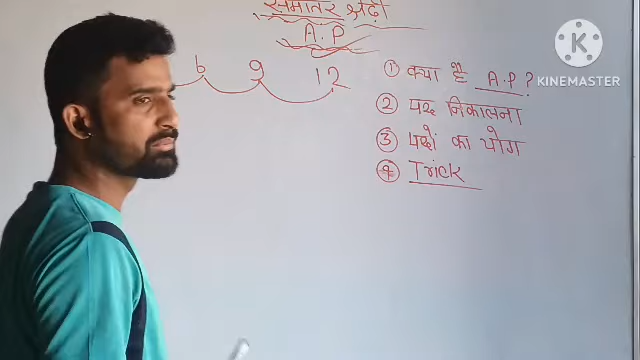 समांतर श्रेढ़ी
A.P
6 9 12
① क्या है A.P?
② पद निकालना
③ पदों का योग
④ Trick
KINEMASTER